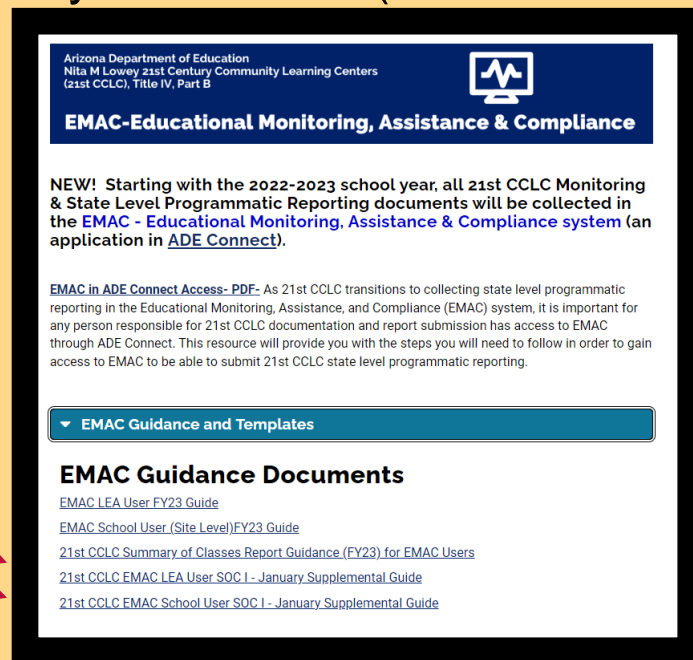 Arizona Department of Education
Nita M Lowey 21st Century Community Learning Centers
(21st CCLC), Title IV, Part B
EMAC-Educational Monitoring, Assistance & Compliance
NEW! Starting with the 2022-2023 school year, all 21st CCLC Monitoring
& State Level Programmatic Reporting documents will be collected in
the EMAC - Educational Monitoring, Assistance & Compliance system (an
application in ADE Connect).
EMAC in ADE Connect Access- PDF- As 21st CCLC transitions to collecting state level programmatic
reporting in the Educational Monitoring, Assistance, and Compliance (EMAC) system, it is important for
any person responsible for 21st CCLC documentation and report submission has access to EMAC
through ADE Connect. This resource will provide you with the steps you will need to follow in order to gain
access to EMAC to be able to submit 21st CCLC state level programmatic reporting.
EMAC Guidance and Templates
EMAC Guidance Documents
EMAC LEA User FY23 Guide
EMAC School User (Site Level)FY23 Guide
21st CCLC Summary of Classes Report Guidance (FY23) for EMAC Users
21st CCLC EMAC LEA User SOC I - January Supplemental Guide
21st CCLC EMAC School User SOC I - January Supplemental Guide